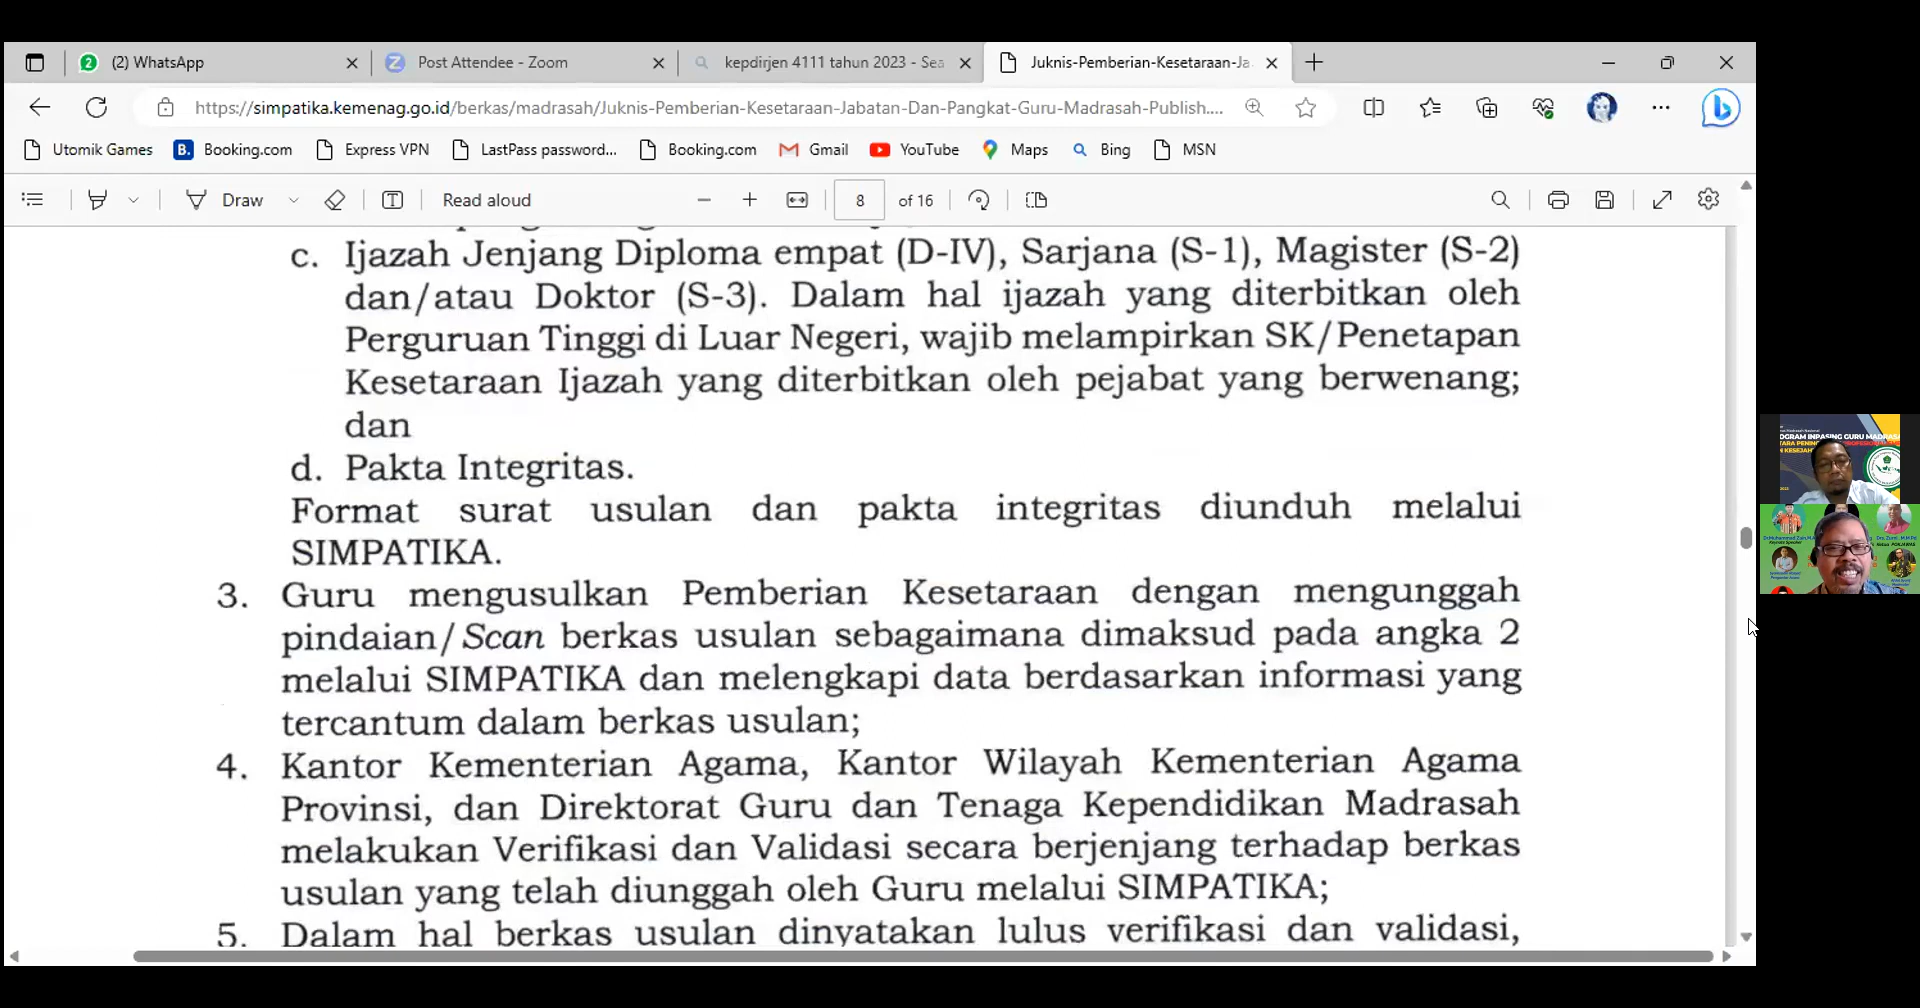 2 (2) WhatsApp
Post Attendee - Zoom
kepdirjen 4111 tahun 2023 - Sea
Juknis-Pemberian-Kesetaraan-Ja
https://simpatika.kemenag.go.id/berkas/madrasah/Juknis-Pemberian-Kesetaraan-Jabatan-Dan-Pangkat-Guru-Madrasah-Publish....
Utomik Games B. Booking.com Express VPN LastPass password... Booking.com Gmail YouTube Maps Bing MSN
Draw Read aloud 8 of 16
c. Ijazah Jenjang Diploma empat (D-IV), Sarjana (S-1), Magister (S-2)
dan/atau Doktor (S-3). Dalam hal ijazah yang diterbitkan oleh
Perguruan Tinggi di Luar Negeri, wajib melampirkan SK/Penetapan
Kesetaraan Ijazah yang diterbitkan oleh pejabat yang berwenang;
dan
d. Pakta Integritas.
Format surat usulan dan pakta integritas diunduh melalui
SIMPATIKA.
3. Guru mengusulkan Pemberian Kesetaraan dengan mengunggah
pindaian/Scan berkas usulan sebagaimana dimaksud pada angka 2
melalui SIMPATIKA dan melengkapi data berdasarkan informasi yang
tercantum dalam berkas usulan;
4. Kantor Kementerian Agama, Kantor Wilayah Kementerian Agama
Provinsi, dan Direktorat Guru dan Tenaga Kependidikan Madrasah
melakukan Verifikasi dan Validasi secara berjenjang terhadap berkas
usulan yang telah diunggah oleh Guru melalui SIMPATIKA;
5. Dalam hal berkas usulan dinyatakan lulus verifikasi dan validasi,
OGRAM INPASING GURU MADRAS